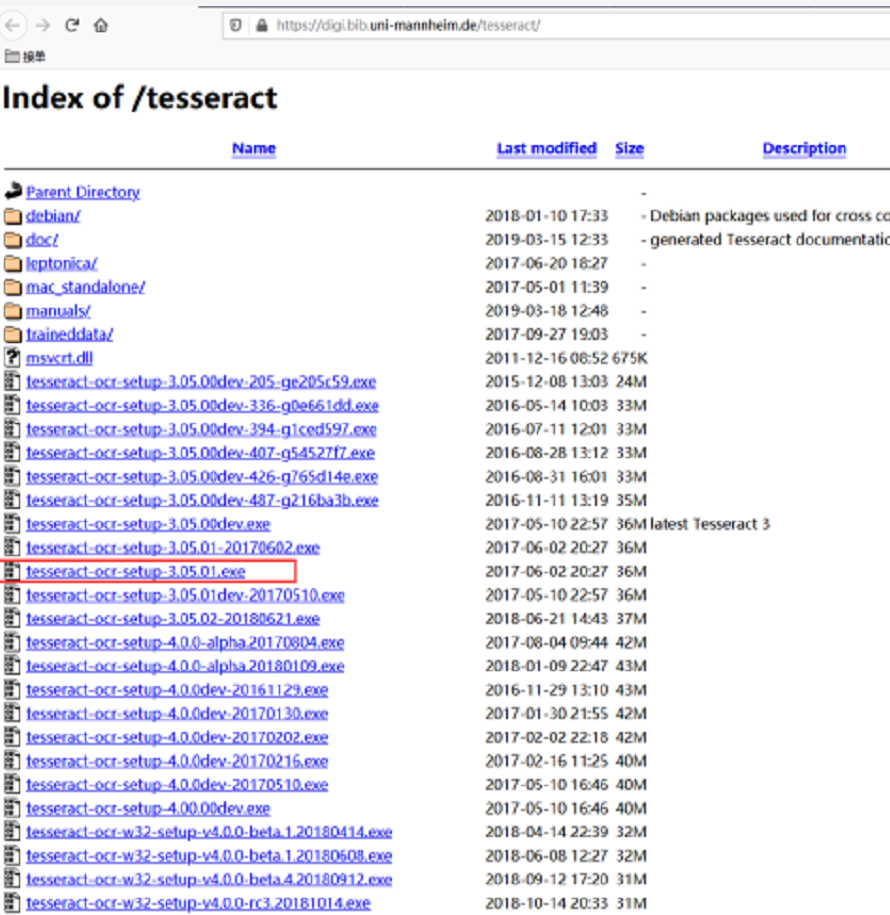 https://digi.bib.uni-mannheim.de/tesseract/
接单
Index of /tesseract
Name Last modified Size Description
Parent Directory -
debian/ 2018-01-10 17:33 - Debian packages used for cross co
doc/ 2019-03-15 12:33 - generated Tesseract documentatio
leptonica/ 2017-06-20 18:27 -
mac_standalone/ 2017-05-01 11:39 -
manuals/ 2019-03-18 12:48 -
traineddata/ 2017-09-27 19:03 -
msvcrt.dll 2011-12-16 08:52 675K
tesseract-ocr-setup-3.05.00dev-205-ge205c59.exe 2015-12-08 13:03 24M
tesseract-ocr-setup-3.05.00dev-336-g0e661dd.exe 2016-05-14 10:03 33M
tesseract-ocr-setup-3.05.00dev-394-g1ced597.exe 2016-07-11 12:01 33M
tesseract-ocr-setup-3.05.00dev-407-g54527f7.exe 2016-08-28 13:12 33M
tesseract-ocr-setup-3.05.00dev-426-g765d14e.exe 2016-08-31 16:01 33M
tesseract-ocr-setup-3.05.00dev-487-g216ba3b.exe 2016-11-11 13:19 35M
tesseract-ocr-setup-3.05.00dev.exe 2017-05-10 22:57 36M latest Tesseract 3
tesseract-ocr-setup-3.05.01-20170602.exe 2017-06-02 20:27 36M
tesseract-ocr-setup-3.05.01.exe 2017-06-02 20:27 36M
tesseract-ocr-setup-3.05.01dev-20170510.exe 2017-05-10 22:57 36M
tesseract-ocr-setup-3.05.02-20180621.exe 2018-06-21 14:43 37M
tesseract-ocr-setup-4.0.0-alpha.20170804.exe 2017-08-04 09:44 42M
tesseract-ocr-setup-4.0.0-alpha.20180109.exe 2018-01-09 22:47 43M
tesseract-ocr-setup-4.0.0dev-20161129.exe 2016-11-29 13:10 43M
tesseract-ocr-setup-4.0.0dev-20170130.exe 2017-01-30 21:55 42M
tesseract-ocr-setup-4.0.0dev-20170202.exe 2017-02-02 22:18 42M
tesseract-ocr-setup-4.0.0dev-20170216.exe 2017-02-16 11:25 40M
tesseract-ocr-setup-4.0.0dev-20170510.exe 2017-05-10 16:46 40M
tesseract-ocr-setup-4.00.00dev.exe 2017-05-10 16:46 40M
tesseract-ocr-w32-setup-v4.0.0-beta.1.20180414.exe 2018-04-14 22:39 32M
tesseract-ocr-w32-setup-v4.0.0-beta.1.20180608.exe 2018-06-08 12:27 32M
tesseract-ocr-w32-setup-v4.0.0-beta.4.20180912.exe 2018-09-12 17:20 31M
tesseract-ocr-w32-setup-v4.0.0-rc3.20181014.exe 2018-10-14 20:33 31M